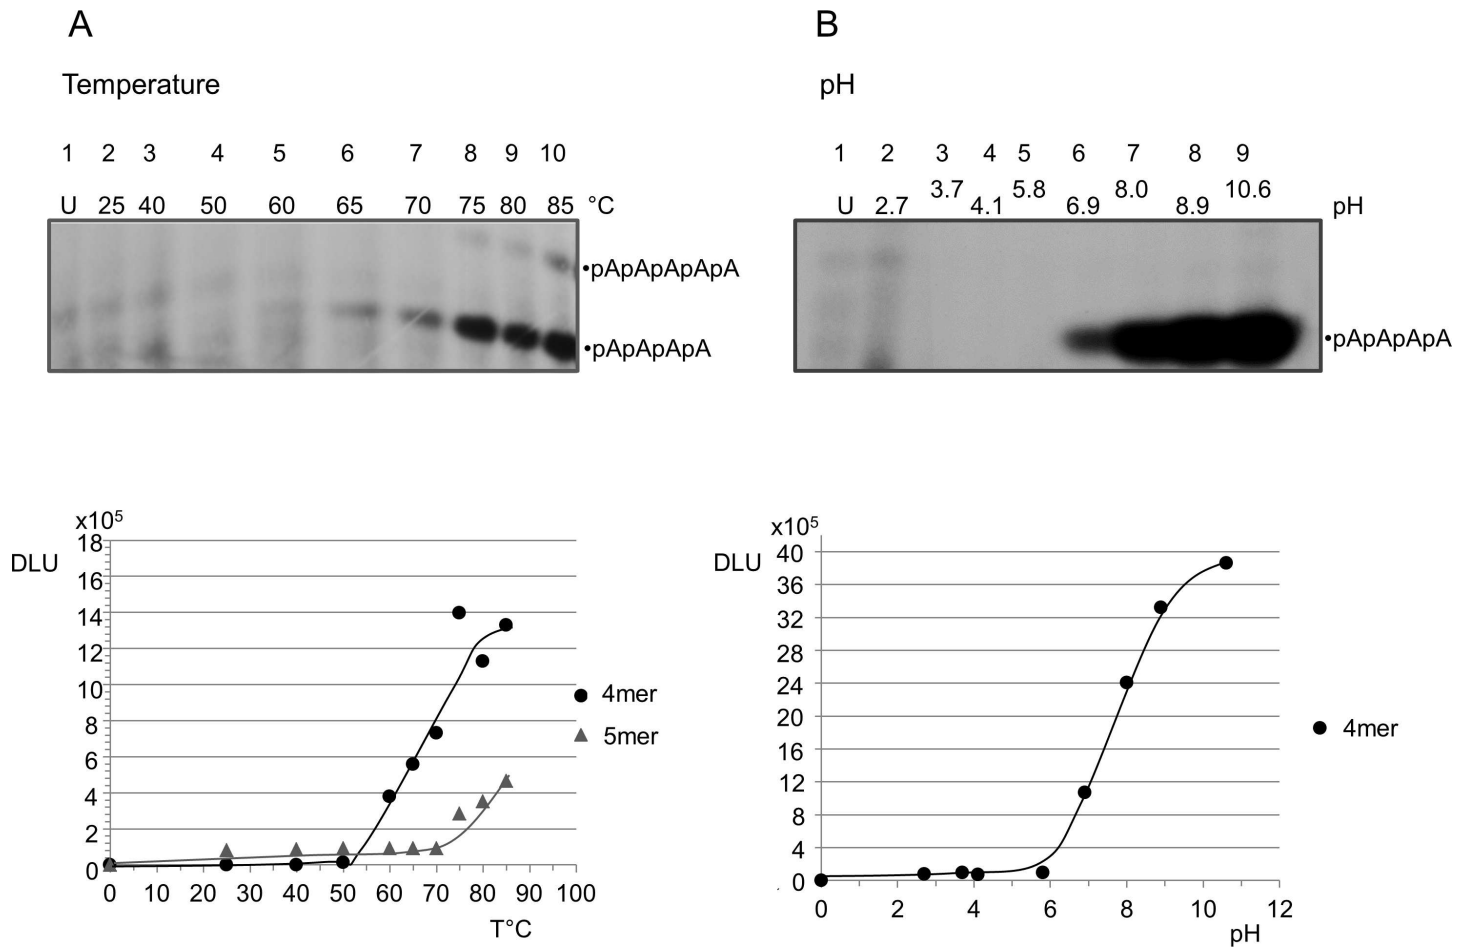 A
Temperature
1 2 3 4 5 6 7 8 9 10
U 25 40 50 60 65 70 75 80 85 °C
•pApApApApA
•pApApApA
x10⁵
DLU
18
16
14
12
10
8
6
4
2
0
0 10 20 30 40 50 60 70 80 90 100
T°C
4mer
5mer
B
pH
1 2 3 4 5 6 7 8 9
U 2.7 3.7 4.1 5.8 6.9 8.0 8.9 10.6 pH
•pApApApA
x10⁵
DLU
40
36
32
28
24
20
16
12
8
4
0
0 2 4 6 8 10 12
pH
4mer